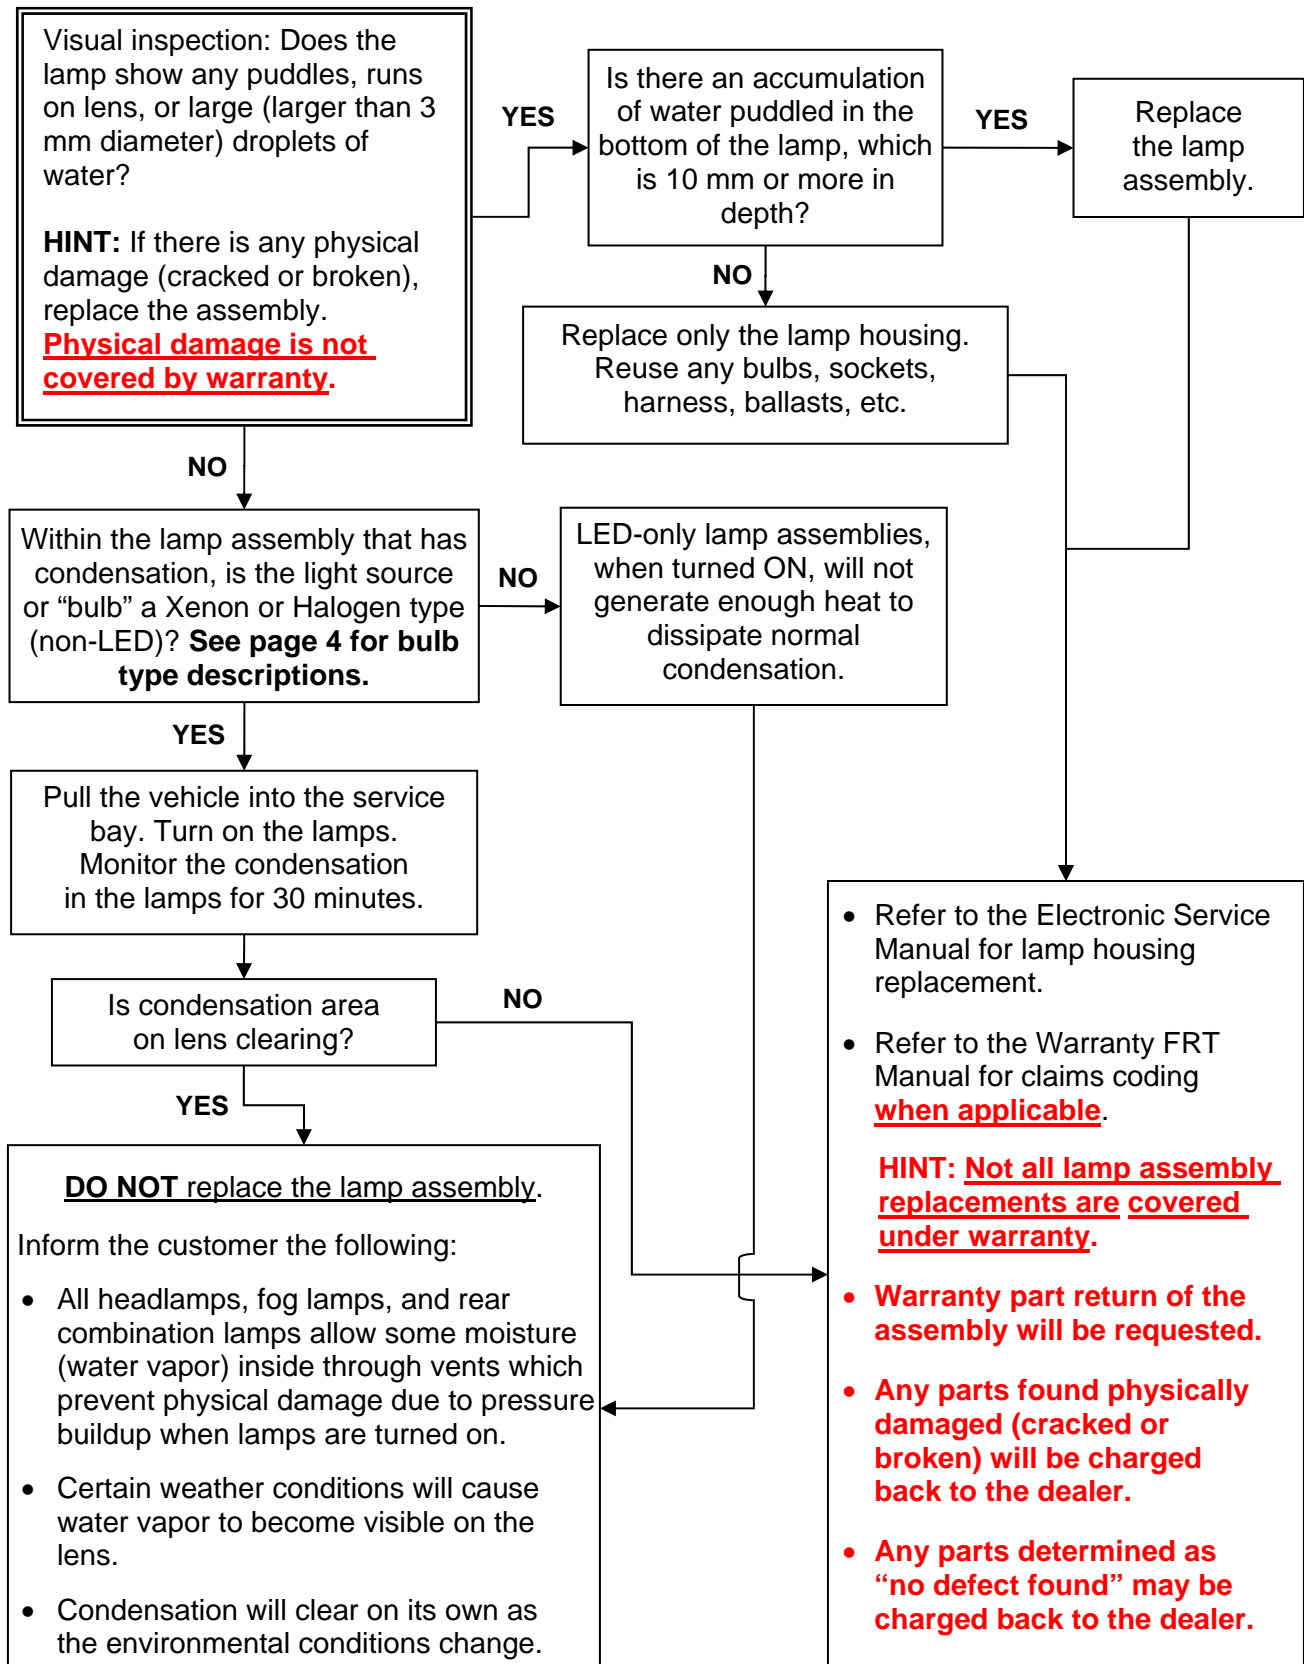 Visual inspection: Does the
lamp show any puddles, runs
on lens, or large (larger than 3
mm diameter) droplets of
water?
HINT: If there is any physical
damage (cracked or broken),
replace the assembly.
Physical damage is not
covered by warranty.
YES
Is there an accumulation
of water puddled in the
bottom of the lamp, which
is 10 mm or more in
depth?
YES
Replace
the lamp
assembly.
NO
Replace only the lamp housing.
Reuse any bulbs, sockets,
harness, ballasts, etc.
NO
Within the lamp assembly that has
condensation, is the light source
or “bulb” a Xenon or Halogen type
(non-LED)? See page 4 for bulb
type descriptions.
NO
LED-only lamp assemblies,
when turned ON, will not
generate enough heat to
dissipate normal
condensation.
YES
Pull the vehicle into the service
bay. Turn on the lamps.
Monitor the condensation
in the lamps for 30 minutes.
Is condensation area
on lens clearing?
NO
YES
DO NOT replace the lamp assembly.
Inform the customer the following:
• All headlamps, fog lamps, and rear
combination lamps allow some moisture
(water vapor) inside through vents which
prevent physical damage due to pressure
buildup when lamps are turned on.
• Certain weather conditions will cause
water vapor to become visible on the
lens.
• Condensation will clear on its own as
the environmental conditions change.
• Refer to the Electronic Service
Manual for lamp housing
replacement.
• Refer to the Warranty FRT
Manual for claims coding
when applicable.
HINT: Not all lamp assembly
replacements are covered
under warranty.
• Warranty part return of the
assembly will be requested.
• Any parts found physically
damaged (cracked or
broken) will be charged
back to the dealer.
• Any parts determined as
“no defect found” may be
charged back to the dealer.